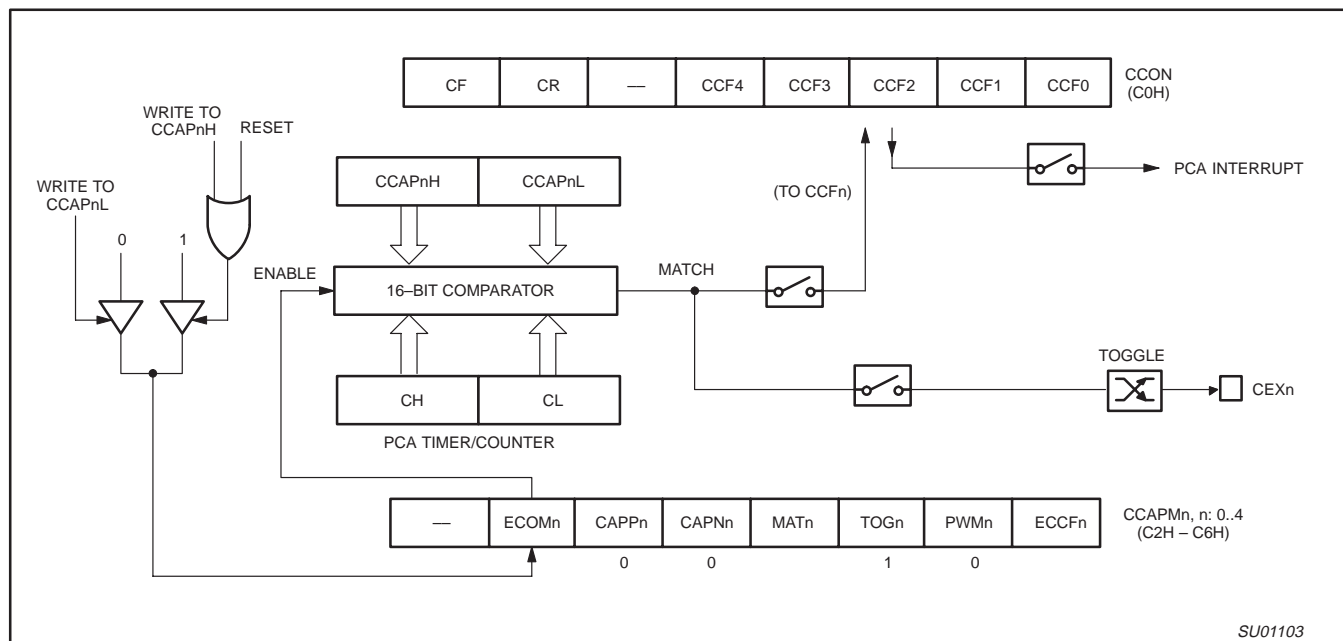 CF CR — CCF4 CCF3 CCF2 CCF1 CCF0
CCON
(C0H)
WRITE TO
CCAPnH
RESET
WRITE TO
CCAPnL
0 1
CCAPnH CCAPnL
(TO CCFn)
PCA INTERRUPT
ENABLE
16–BIT COMPARATOR
MATCH
TOGGLE
CEXn
CH CL
PCA TIMER/COUNTER
— ECOMn CAPPn CAPNn MATn TOGn PWMn ECCFn
CCAPMn, n: 0..4
(C2H – C6H)
0 0 1 0
SU01103